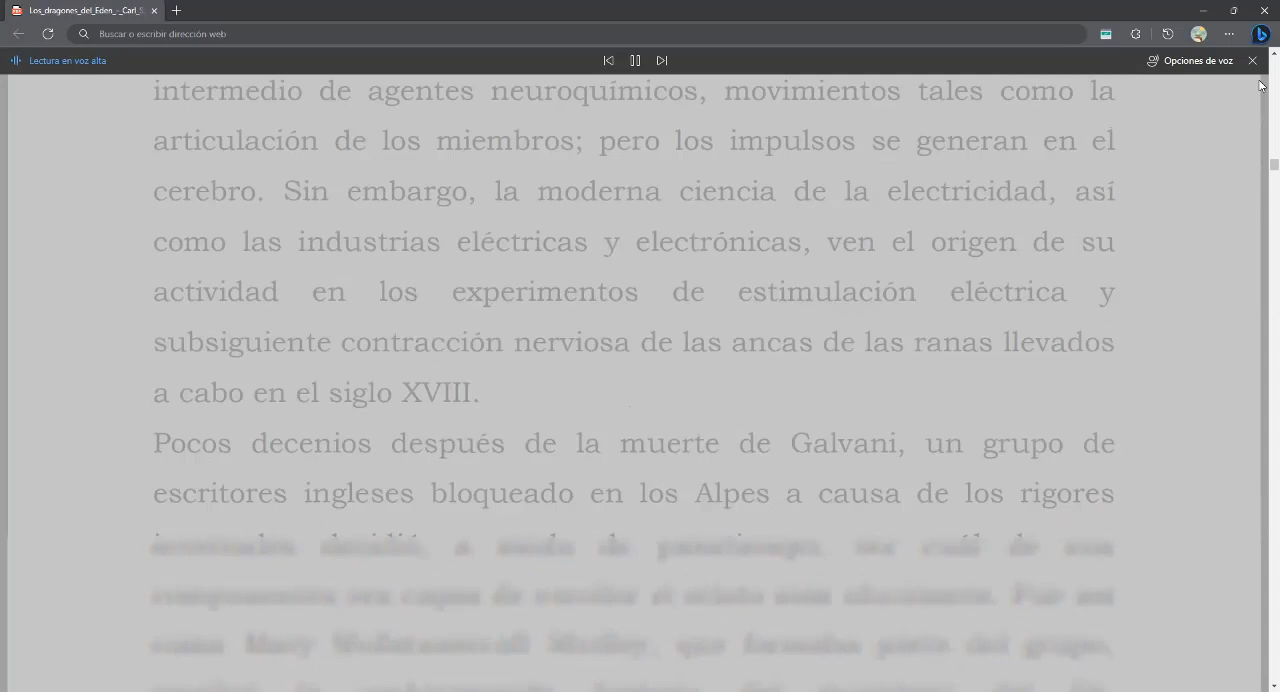 Los_dragones_del_Eden_-_Carl_S
Buscar o escribir dirección web
Lectura en voz alta
Opciones de voz
intermedio de agentes neuroquímicos, movimientos tales como la
articulación de los miembros; pero los impulsos se generan en el
cerebro. Sin embargo, la moderna ciencia de la electricidad, así
como las industrias eléctricas y electrónicas, ven el origen de su
actividad en los experimentos de estimulación eléctrica y
subsiguiente contracción nerviosa de las ancas de las ranas llevados
a cabo en el siglo XVIII.
Pocos decenios después de la muerte de Galvani, un grupo de
escritores ingleses bloqueado en los Alpes a causa de los rigores